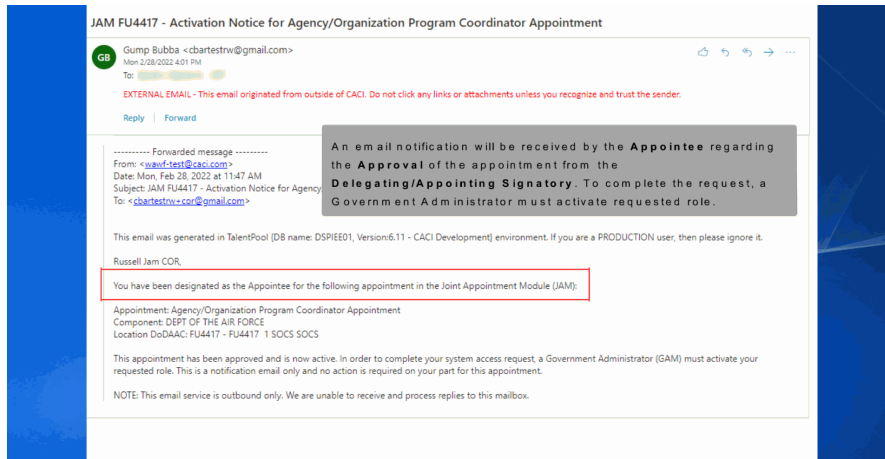 JAM FU4417 - Activation Notice for Agency/Organization Program Coordinator Appointment
GB
Gump Bubba <cbartestrw@gmail.com>
Mon 2/28/2022 4:01 PM
To:
EXTERNAL EMAIL - This email originated from outside of CACI. Do not click any links or attachments unless you recognize and trust the sender.
Reply | Forward
An email notification will be received by the Appointee regarding
the Approval of the appointment from the
Delegating/Appointing Signatory. To complete the request, a
Government Administrator must activate requested role.
---------- Forwarded message ---------
From: <wawf-test@caci.com>
Date: Mon, Feb 28, 2022 at 11:47 AM
Subject: JAM FU4417 - Activation Notice for Agency
To: <cbartestrw+cor@gmail.com>
This email was generated in TalentPool {DB name: DSPIEE01, Version:6.11 - CACI Development} environment. If you are a PRODUCTION user, then please ignore it.
Russell Jam COR,
You have been designated as the Appointee for the following appointment in the Joint Appointment Module (JAM):
Appointment: Agency/Organization Program Coordinator Appointment
Component: DEPT OF THE AIR FORCE
Location DoDAAC: FU4417 - FU4417 1 SOCS SOCS
This appointment has been approved and is now active. In order to complete your system access request, a Government Administrator (GAM) must activate your
requested role. This is a notification email only and no action is required on your part for this appointment.
NOTE: This email service is outbound only. We are unable to receive and process replies to this mailbox.